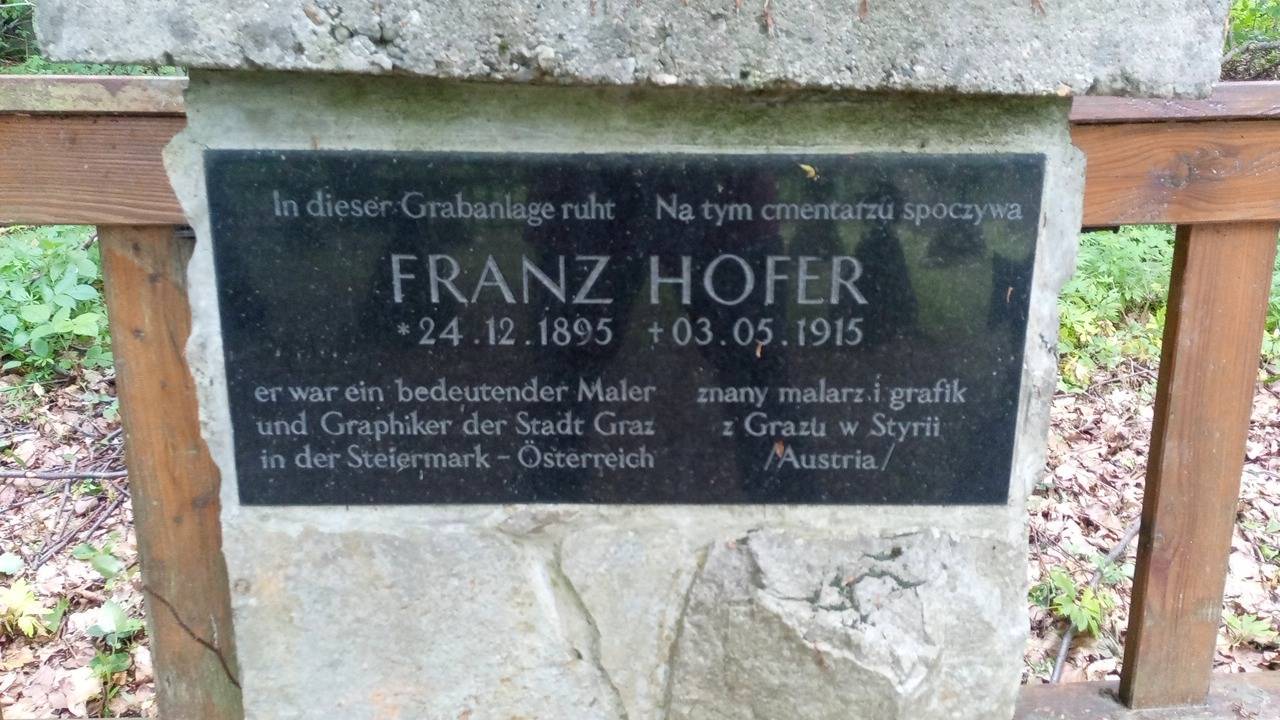 In dieser Grabanlage ruht
Na tym cmentarzu spoczywa
FRANZ HOFER
*24.12.1895 +03.05.1915
er war ein bedeutender Maler
und Graphiker der Stadt Graz
in der Steiermark - Österreich
znany malarz i grafik
z Grazu w Styrii
/Austria/